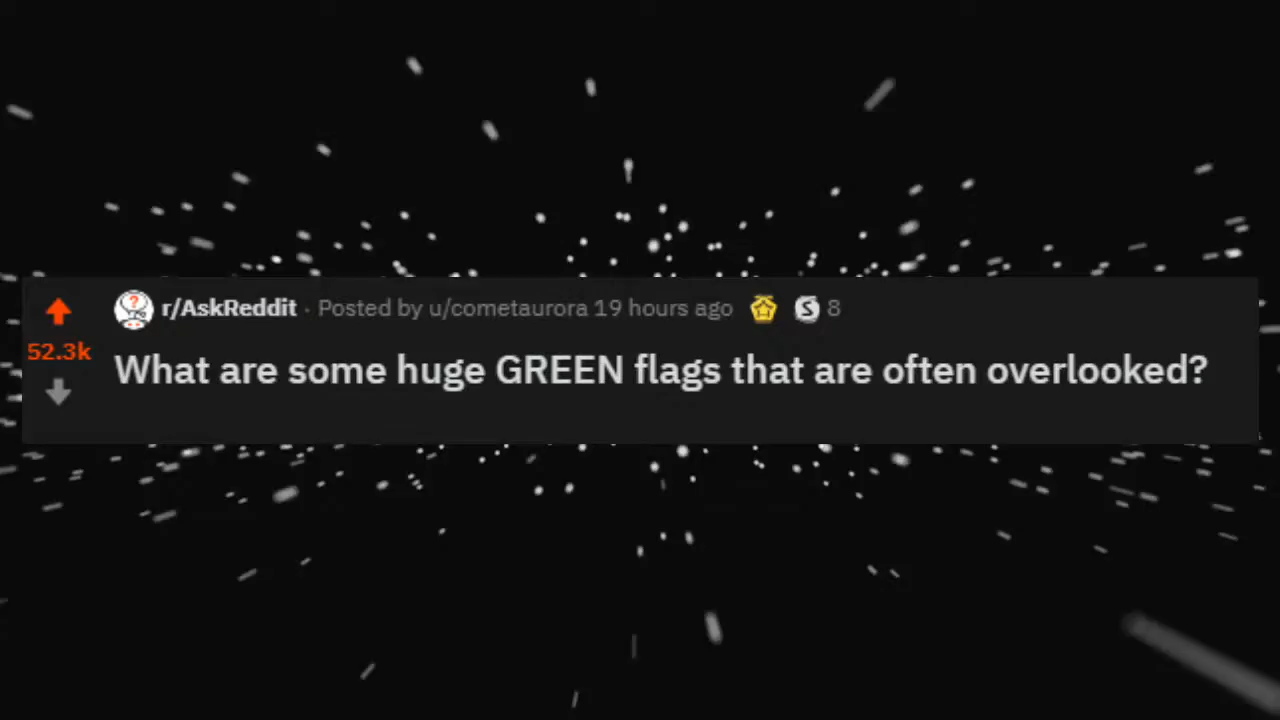 r/AskReddit · Posted by u/cometaurora 19 hours ago 8
52.3k
What are some huge GREEN flags that are often overlooked?